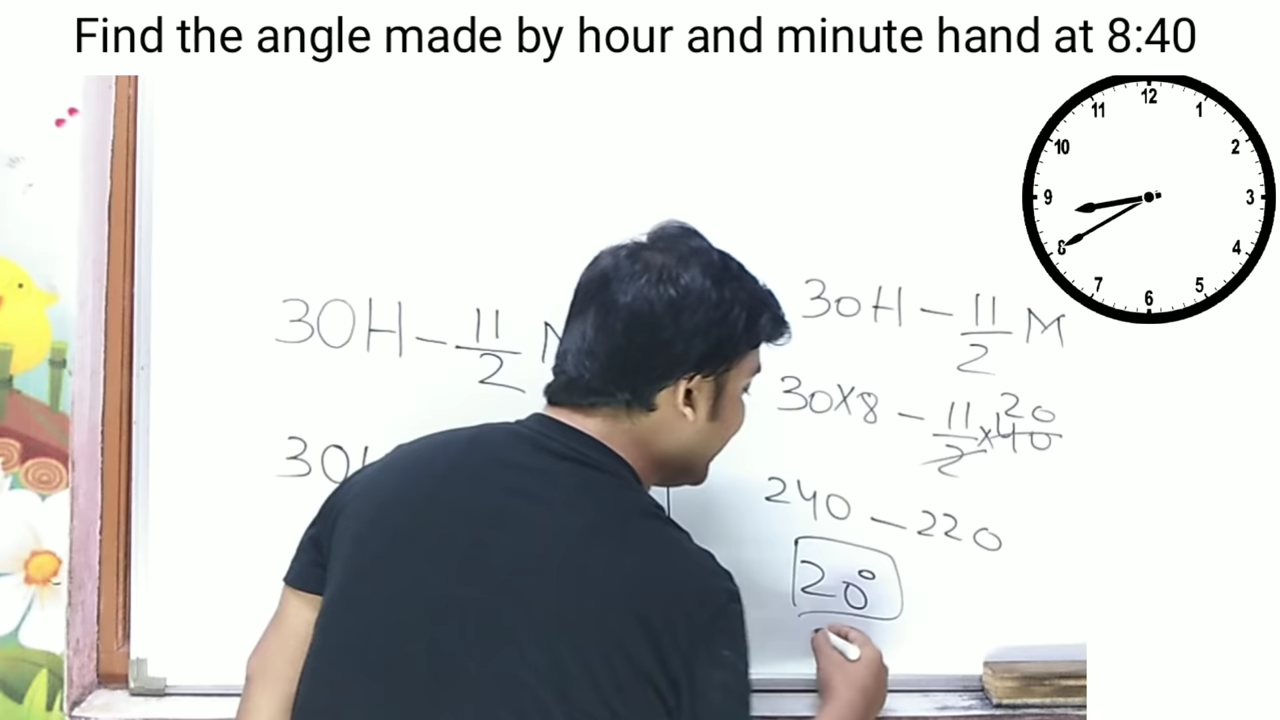 Find the angle made by hour and minute hand at 8:40
12
11 1
10 2
9 3
8 4
7 5
6
30H - 11/2
30
30H - 11/2 M
30×8 - 11/2 × 40 20
240 - 220
20°